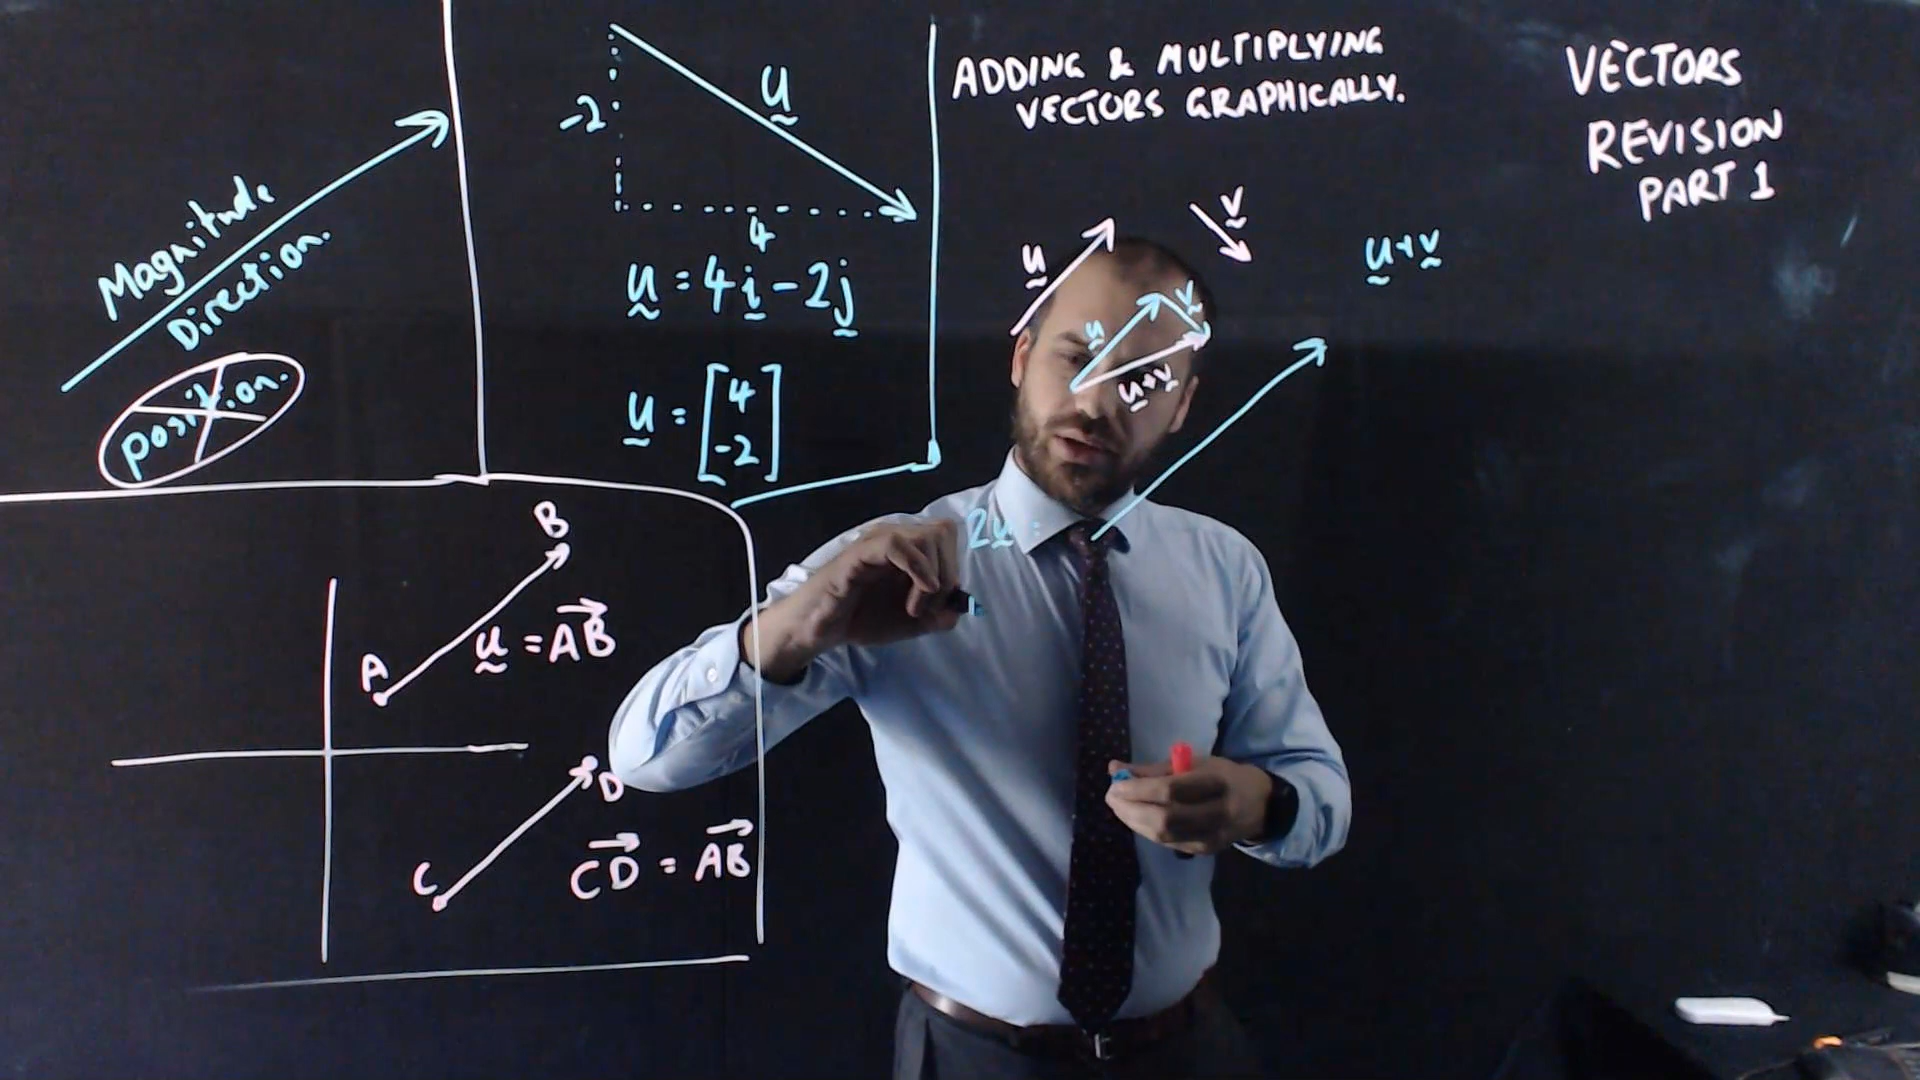 Magnitude
Direction.
position.
-2
u
4
u = 4i - 2j
u = [4
-2]
A
B
u = AB
C
D
CD = AB
ADDING & MULTIPLYING
VECTORS GRAPHICALLY.
u
v
u
v
u+v
u+v
2u :
VECTORS
REVISION
PART 1